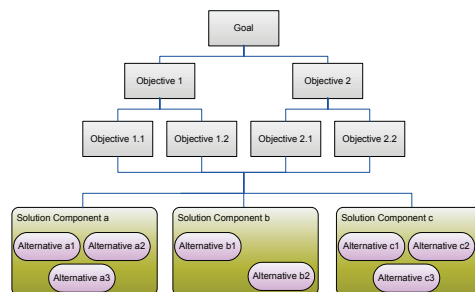 Goal
Objective 1
Objective 2
Objective 1.1
Objective 1.2
Objective 2.1
Objective 2.2
Solution Component a
Alternative a1
Alternative a2
Alternative a3
Solution Component b
Alternative b1
Alternative b2
Solution Component c
Alternative c1
Alternative c2
Alternative c3